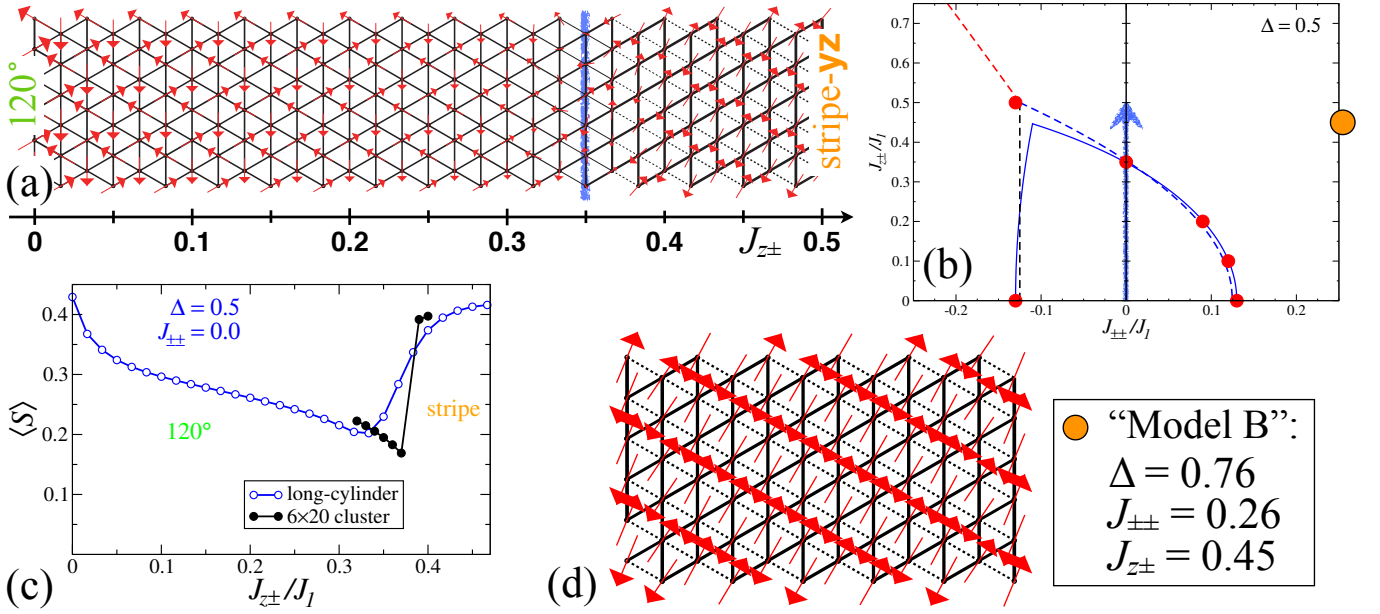 (a)
120°
stripe-yz
0
0.1
0.2
0.3
0.4
J_{z±}
0.5
(b)
Δ = 0.5
J_{z±}/J_1
0.7
0.6
0.5
0.4
0.3
0.2
0.1
0
-0.2
-0.1
0
0.1
0.2
J_{±±}/J_1
(c)
Δ = 0.5
J_{±±} = 0.0
⟨S⟩
0.4
0.3
0.2
0.1
120°
stripe
long-cylinder
6×20 cluster
0
0.1
0.2
0.3
0.4
J_{z±}/J_1
(d)
“Model B”:
Δ = 0.76
J_{±±} = 0.26
J_{z±} = 0.45